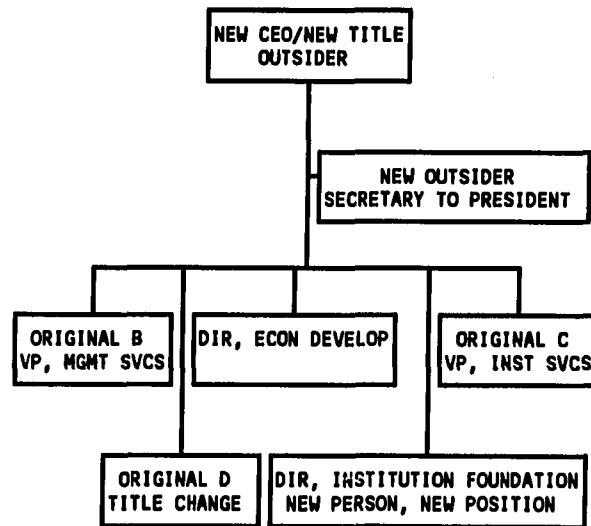 NEW CEO/NEW TITLE
OUTSIDER
NEW OUTSIDER
SECRETARY TO PRESIDENT
ORIGINAL B
VP, MGMT SVCS
DIR, ECON DEVELOP
ORIGINAL C
VP, INST SVCS
ORIGINAL D
TITLE CHANGE
DIR, INSTITUTION FOUNDATION
NEW PERSON, NEW POSITION